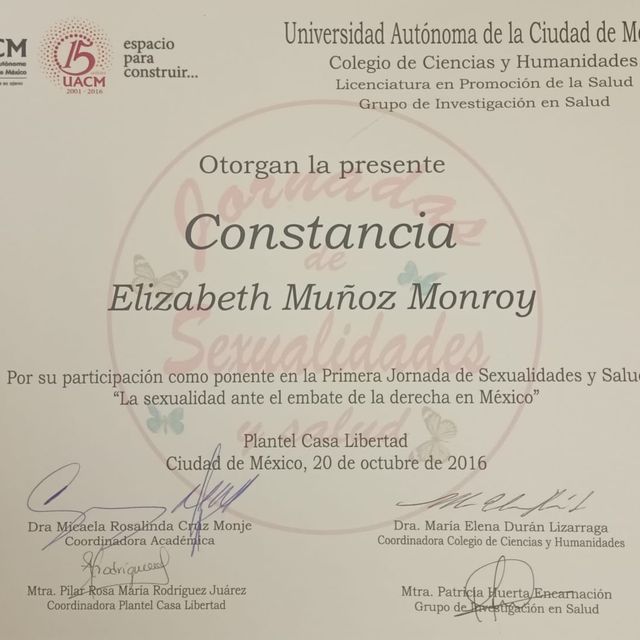 CM
15
UACM
2001 - 2016
espacio
para
construir...
Universidad Autónoma de la Ciudad de M
Colegio de Ciencias y Humanidades
Licenciatura en Promoción de la Salud
Grupo de Investigación en Salud
Otorgan la presente
Constancia
Elizabeth Muñoz Monroy
Jornadas
de
Sexualidades
y salud
Por su participación como ponente en la Primera Jornada de Sexualidades y Salu
“La sexualidad ante el embate de la derecha en México”
Plantel Casa Libertad
Ciudad de México, 20 de octubre de 2016
Dra Micaela Rosalinda Cruz Monje
Coordinadora Académica
Dra. María Elena Durán Lizarraga
Coordinadora Colegio de Ciencias y Humanidades
Mtra. Pilar Rosa María Rodríguez Juárez
Coordinadora Plantel Casa Libertad
Mtra. Patricia Huerta Encarnación
Grupo de Investigación en Salud